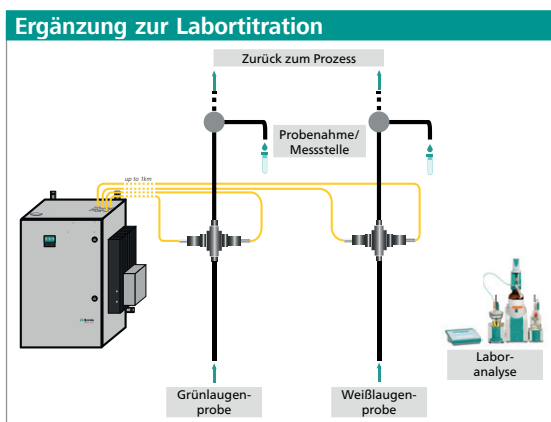 Ergänzung zur Labortitration
Zurück zum Prozess
Probenahme/
Messstelle
up to 1km
Grünlaugen-
probe
Weißlaugen-
probe
Labor-
analyse